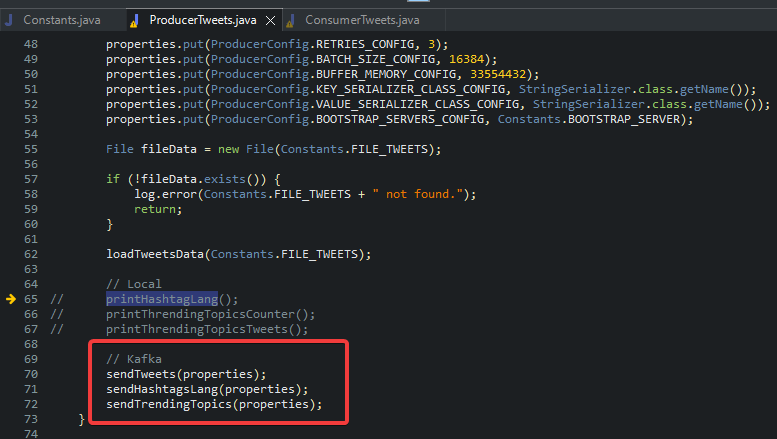 Constants.java ProducerTweets.java ConsumerTweets.java
48 properties.put(ProducerConfig.RETRIES_CONFIG, 3);
49 properties.put(ProducerConfig.BATCH_SIZE_CONFIG, 16384);
50 properties.put(ProducerConfig.BUFFER_MEMORY_CONFIG, 33554432);
51 properties.put(ProducerConfig.KEY_SERIALIZER_CLASS_CONFIG, StringSerializer.class.getName());
52 properties.put(ProducerConfig.VALUE_SERIALIZER_CLASS_CONFIG, StringSerializer.class.getName());
53 properties.put(ProducerConfig.BOOTSTRAP_SERVERS_CONFIG, Constants.BOOTSTRAP_SERVER);
54
55 File fileData = new File(Constants.FILE_TWEETS);
56
57 if (!fileData.exists()) {
58 log.error(Constants.FILE_TWEETS + " not found.");
59 return;
60 }
61
62 loadTweetsData(Constants.FILE_TWEETS);
63
64 // Local
65 // printHashtagLang();
66 // printThrendingTopicsCounter();
67 // printThrendingTopicsTweets();
68
69 // Kafka
70 sendTweets(properties);
71 sendHashtagsLang(properties);
72 sendTrendingTopics(properties);
73 }
74